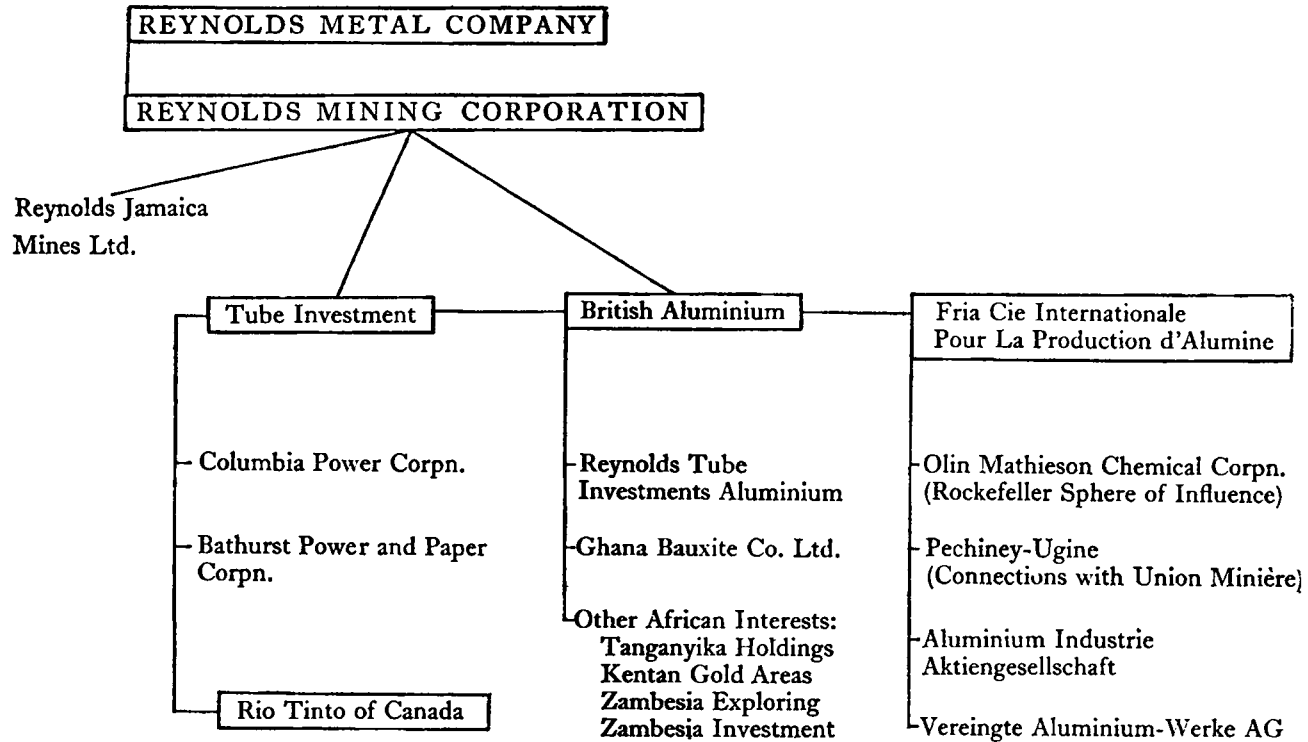 REYNOLDS METAL COMPANY
REYNOLDS MINING CORPORATION
Reynolds Jamaica
Mines Ltd.
Tube Investment
British Aluminium
Fria Cie Internationale
Pour La Production d'Alumine
Columbia Power Corpn.
Bathurst Power and Paper
Corpn.
Rio Tinto of Canada
Reynolds Tube
Investments Aluminium
Ghana Bauxite Co. Ltd.
Other African Interests:
Tanganyika Holdings
Kentan Gold Areas
Zambesia Exploring
Zambesia Investment
Olin Mathieson Chemical Corpn.
(Rockefeller Sphere of Influence)
Pechiney-Ugine
(Connections with Union Minière)
Aluminium Industrie
Aktiengesellschaft
Vereingte Aluminium-Werke AG